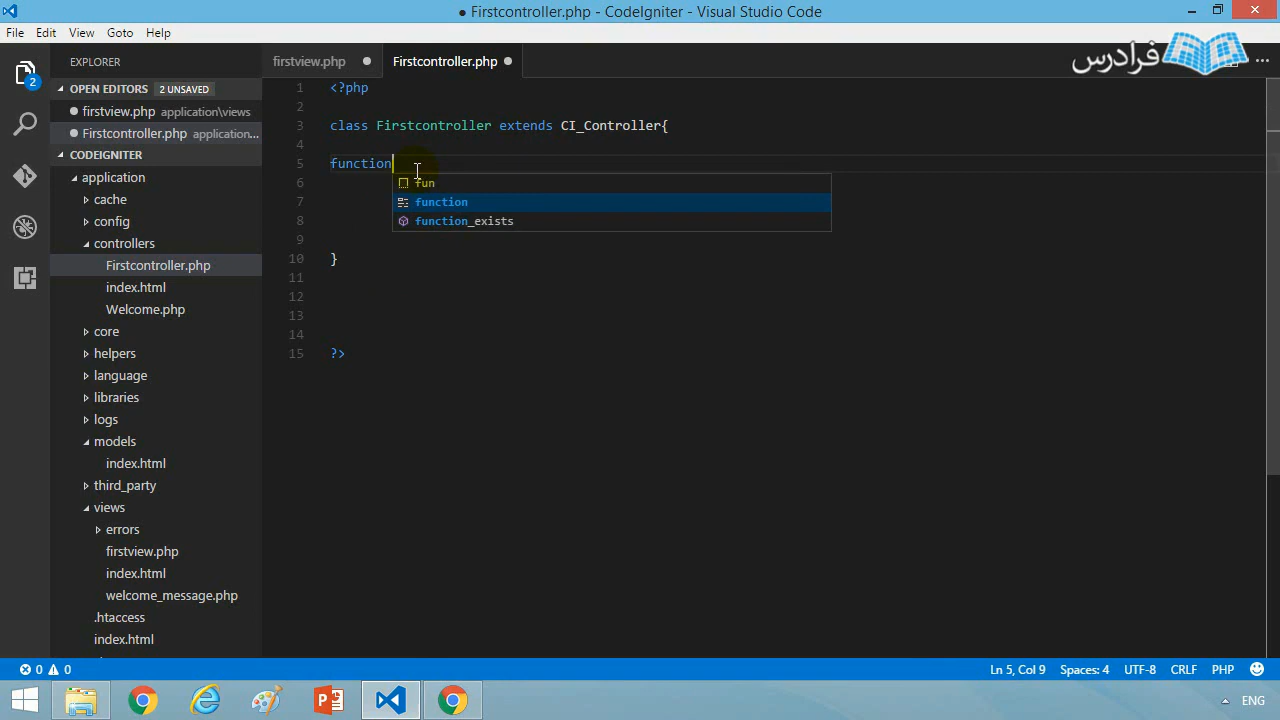 ● Firstcontroller.php - CodeIgniter - Visual Studio Code
File Edit View Goto Help
EXPLORER
OPEN EDITORS 2 UNSAVED
firstview.php application\views
Firstcontroller.php application...
CODEIGNITER
application
cache
config
controllers
Firstcontroller.php
index.html
Welcome.php
core
helpers
language
libraries
logs
models
index.html
third_party
views
errors
firstview.php
index.html
welcome_message.php
.htaccess
index.html
2
firstview.php ● Firstcontroller.php ●
فرادرس
1 <?php
2
3 class Firstcontroller extends CI_Controller{
4
5 function
6
7
8
9
10 }
11
12
13
14
15 ?>
fun
function
function_exists
0 0
Ln 5, Col 9 Spaces: 4 UTF-8 CRLF PHP
ENG